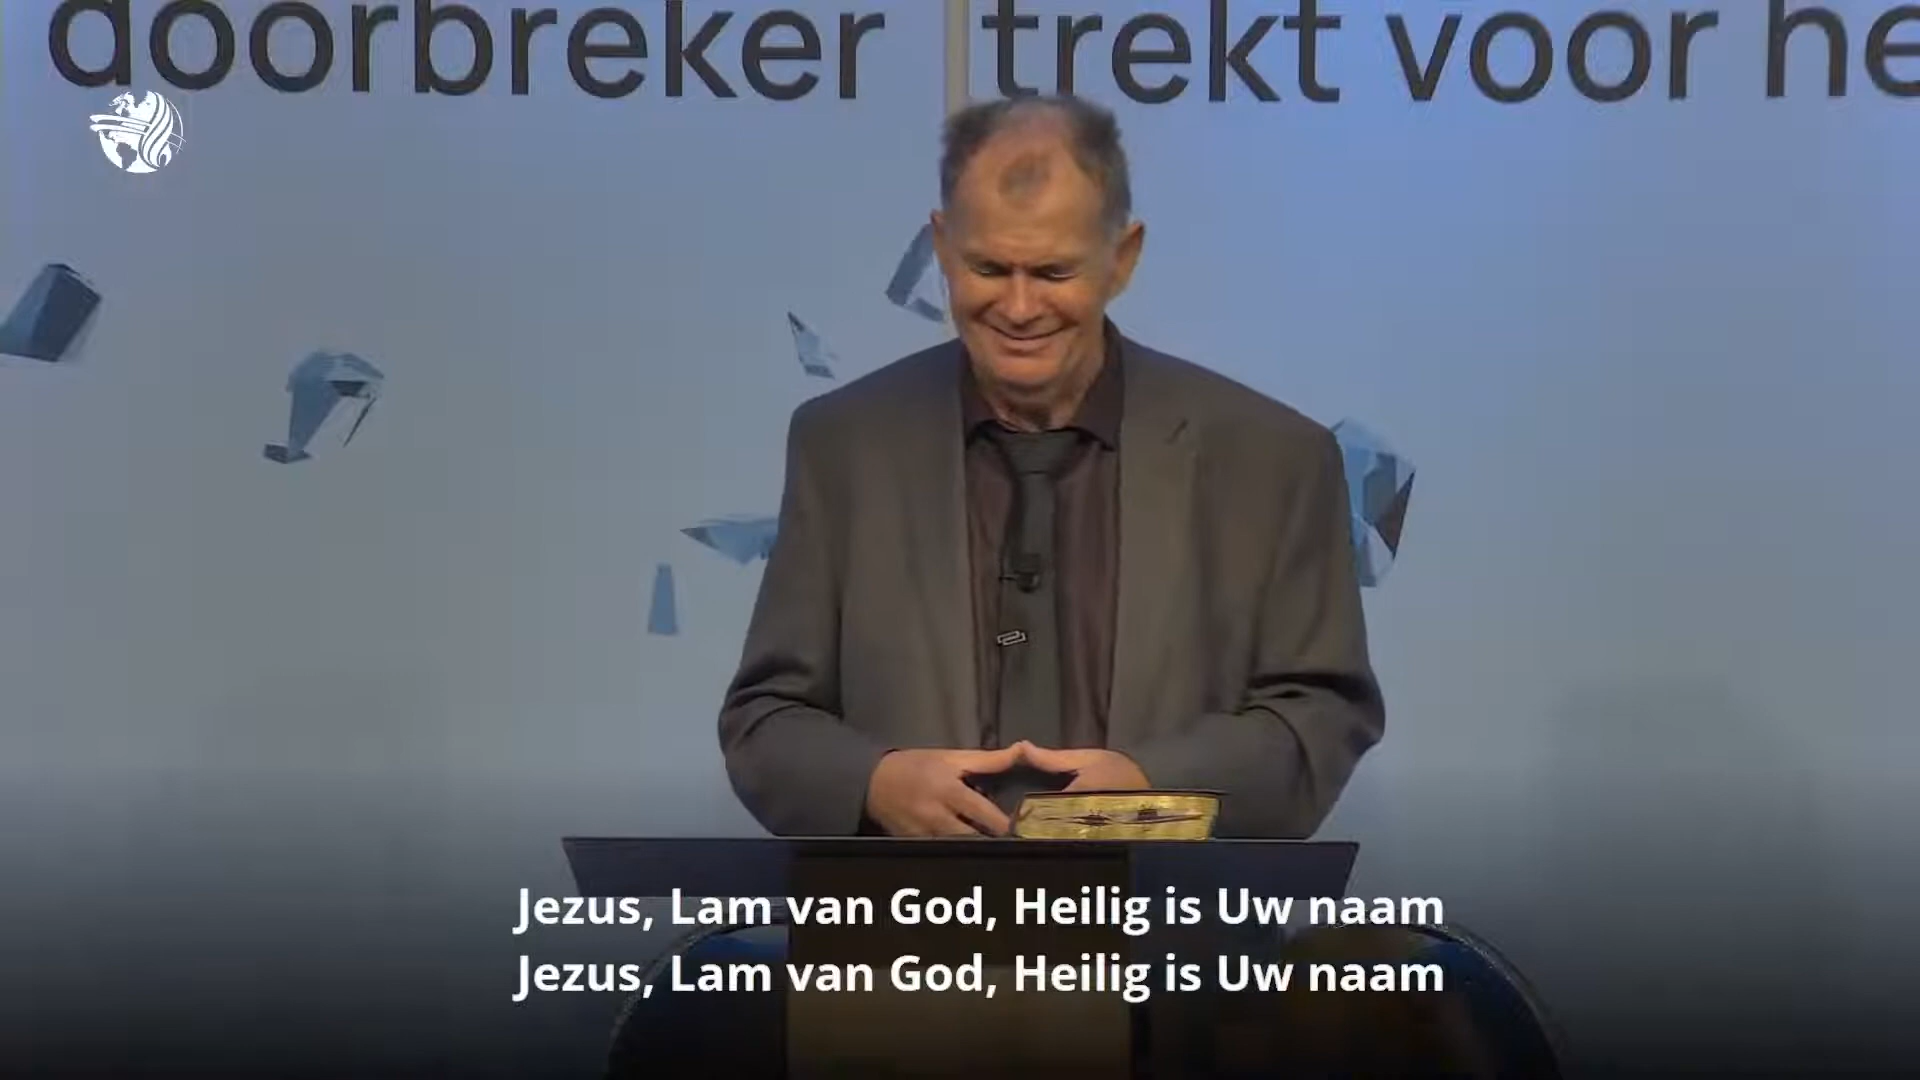 doorbreker trekt voor he
Jezus, Lam van God, Heilig is Uw naam
Jezus, Lam van God, Heilig is Uw naam